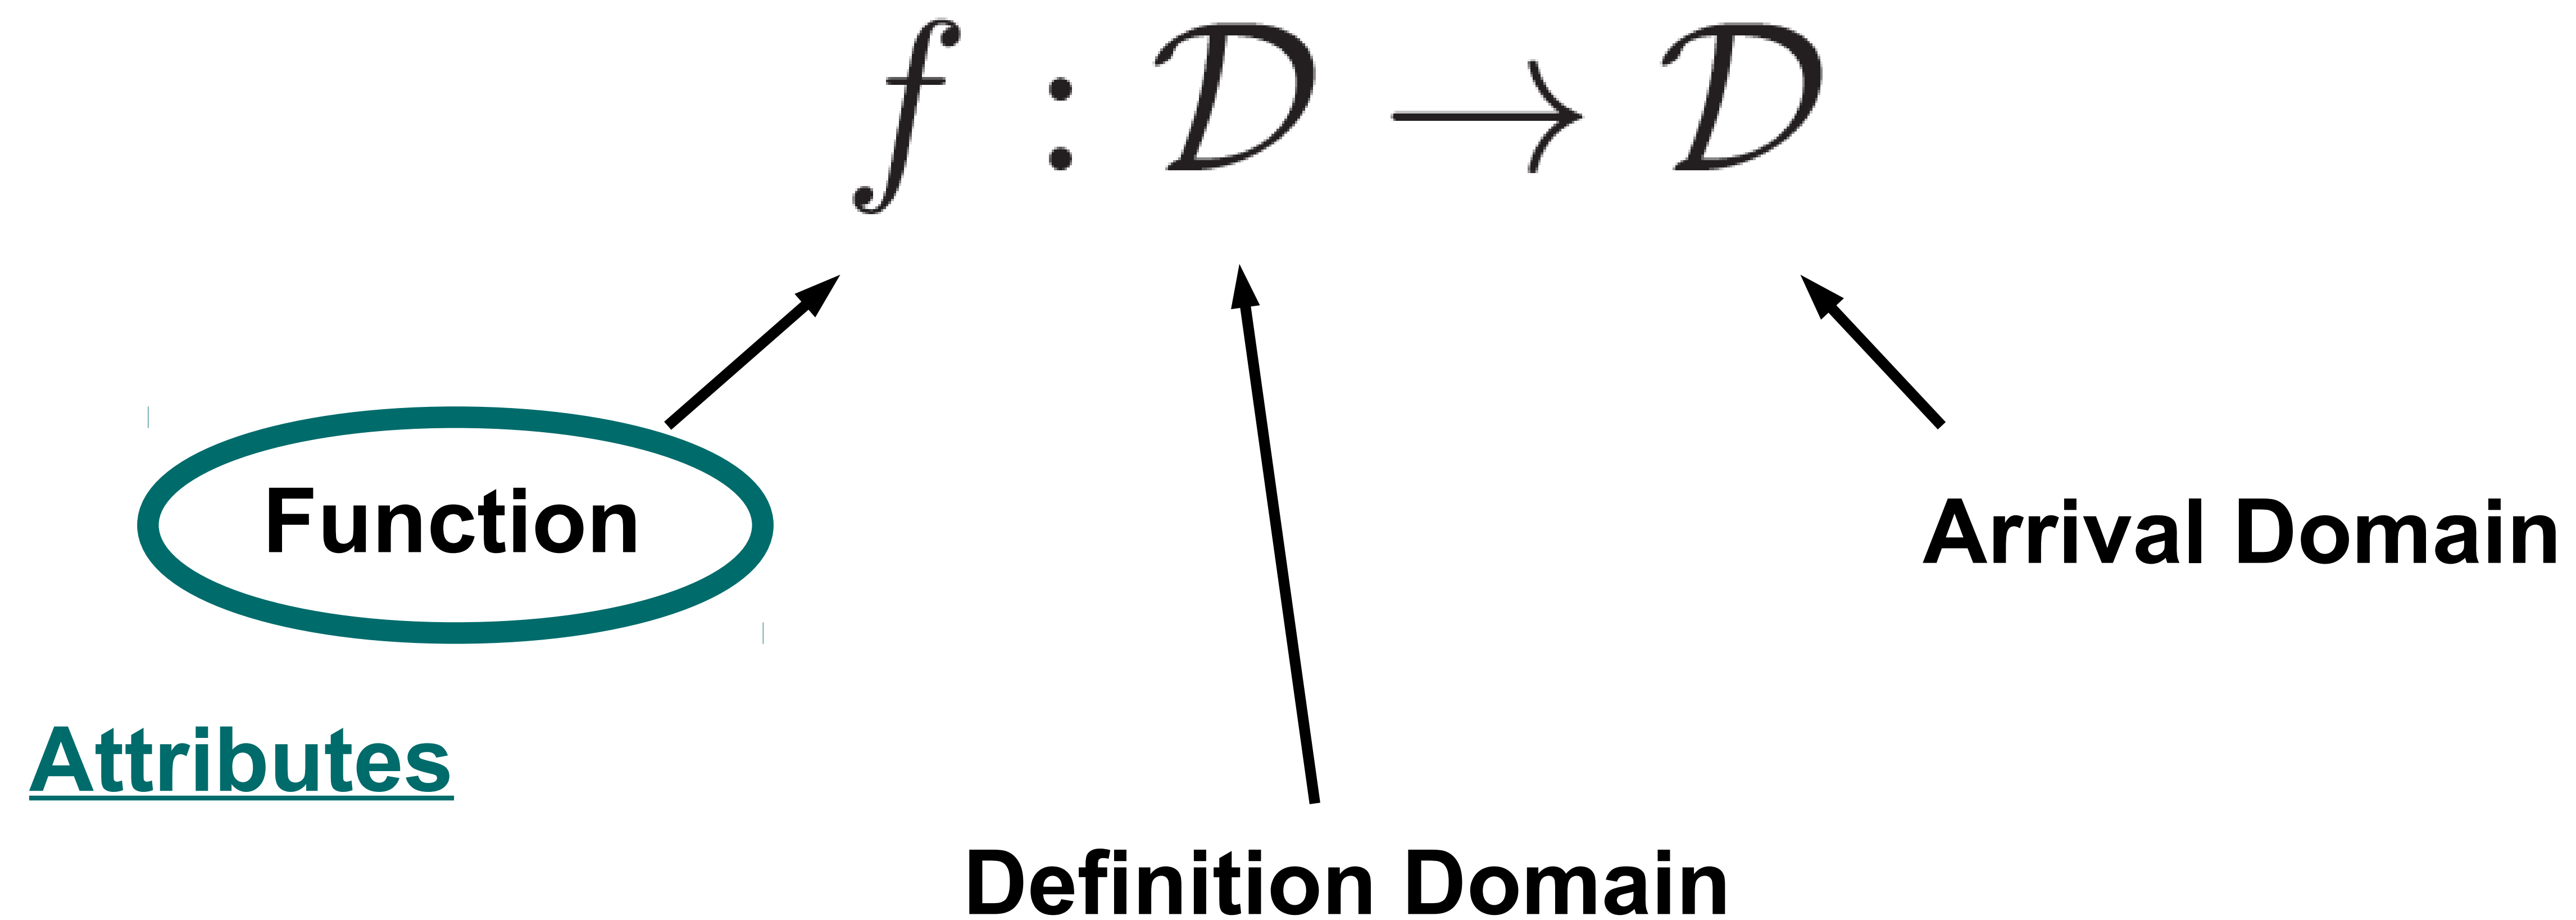 f : 𝒟 → 𝒟
Function
Arrival Domain
Attributes
Definition Domain